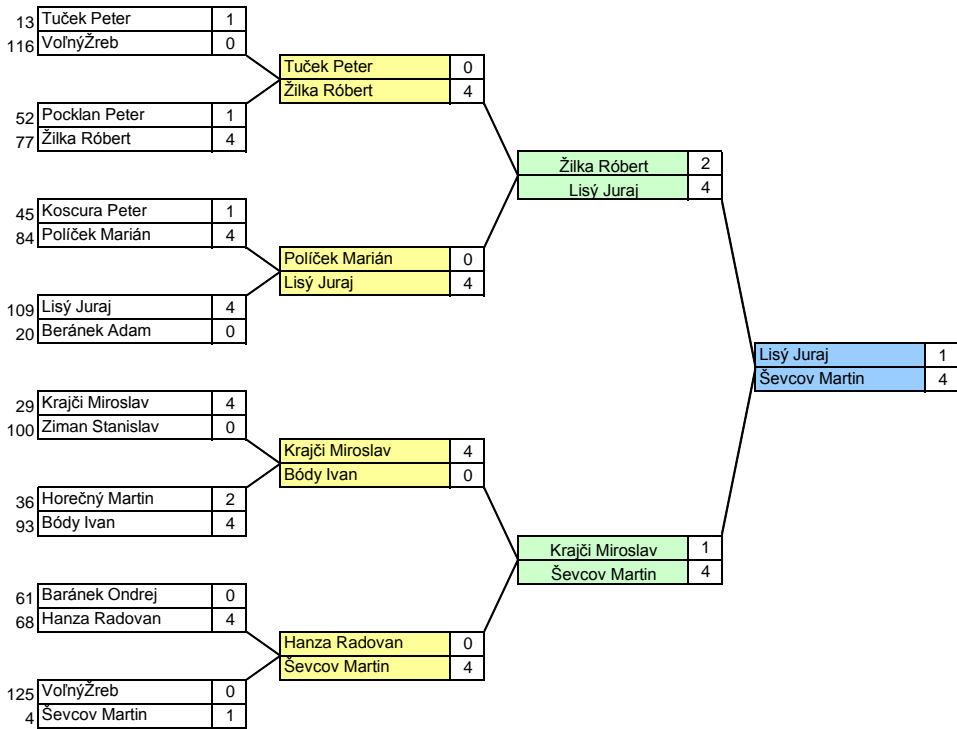 13 Tuček Peter 1
116 VoľnýŽreb 0
Tuček Peter 0
Žilka Róbert 4
52 Pocklan Peter 1
77 Žilka Róbert 4
Žilka Róbert 2
Lisý Juraj 4
45 Koscura Peter 1
84 Políček Marián 4
Políček Marián 0
Lisý Juraj 4
109 Lisý Juraj 4
20 Beránek Adam 0
Lisý Juraj 1
Ševcov Martin 4
29 Krajči Miroslav 4
100 Ziman Stanislav 0
Krajči Miroslav 4
Bódy Ivan 0
36 Horečný Martin 2
93 Bódy Ivan 4
Krajči Miroslav 1
Ševcov Martin 4
61 Baránek Ondrej 0
68 Hanza Radovan 4
Hanza Radovan 0
Ševcov Martin 4
125 VoľnýŽreb 0
4 Ševcov Martin 1